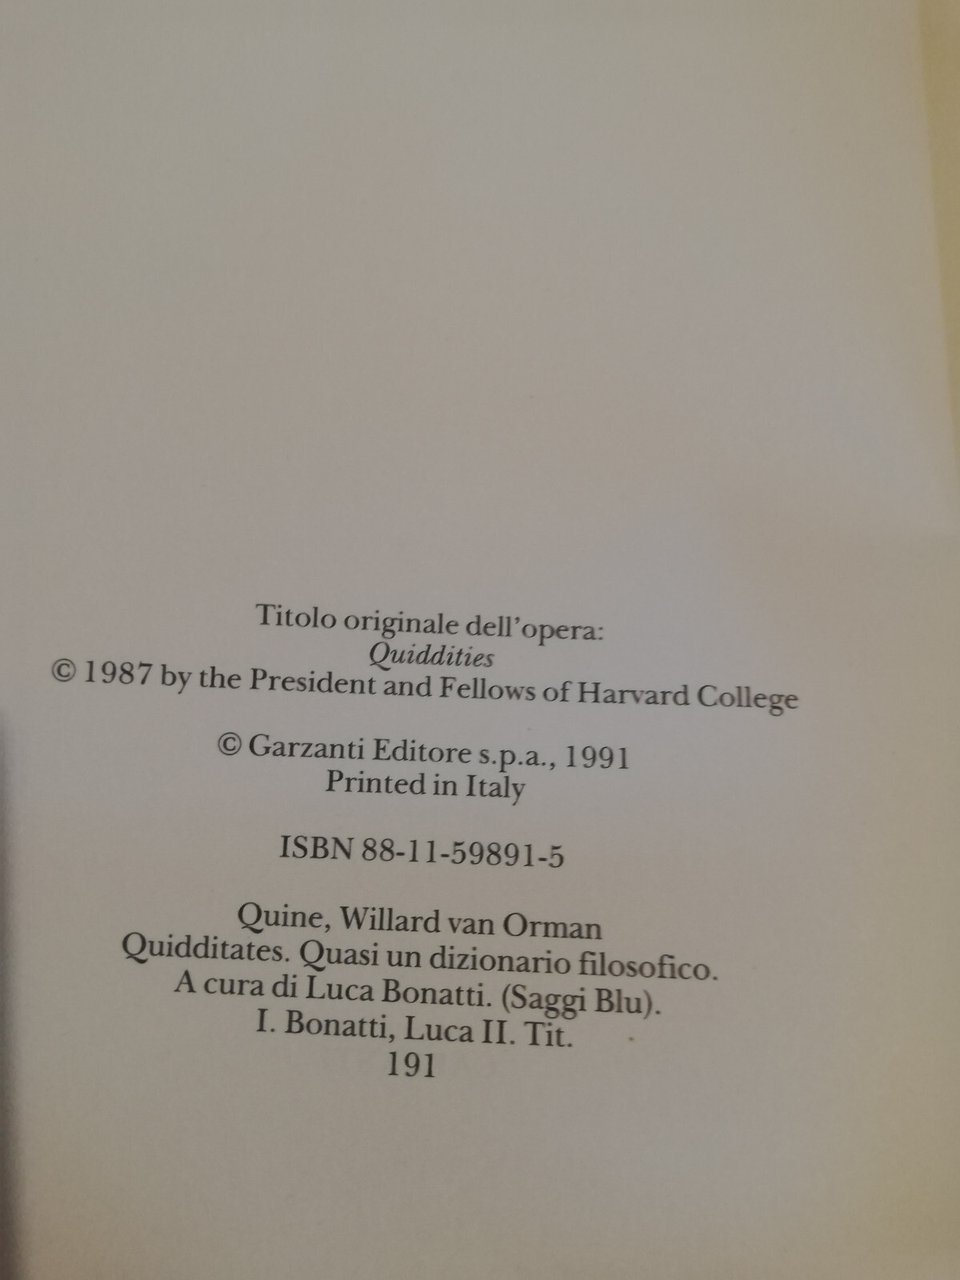 Titolo originale dell'opera:
Quiddities
© 1987 by the President and Fellows of Harvard College
© Garzanti Editore s.p.a., 1991
Printed in Italy
ISBN 88-11-59891-5
Quine, Willard van Orman
Quidditates. Quasi un dizionario filosofico.
A cura di Luca Bonatti. (Saggi Blu).
I. Bonatti, Luca II. Tit.
191